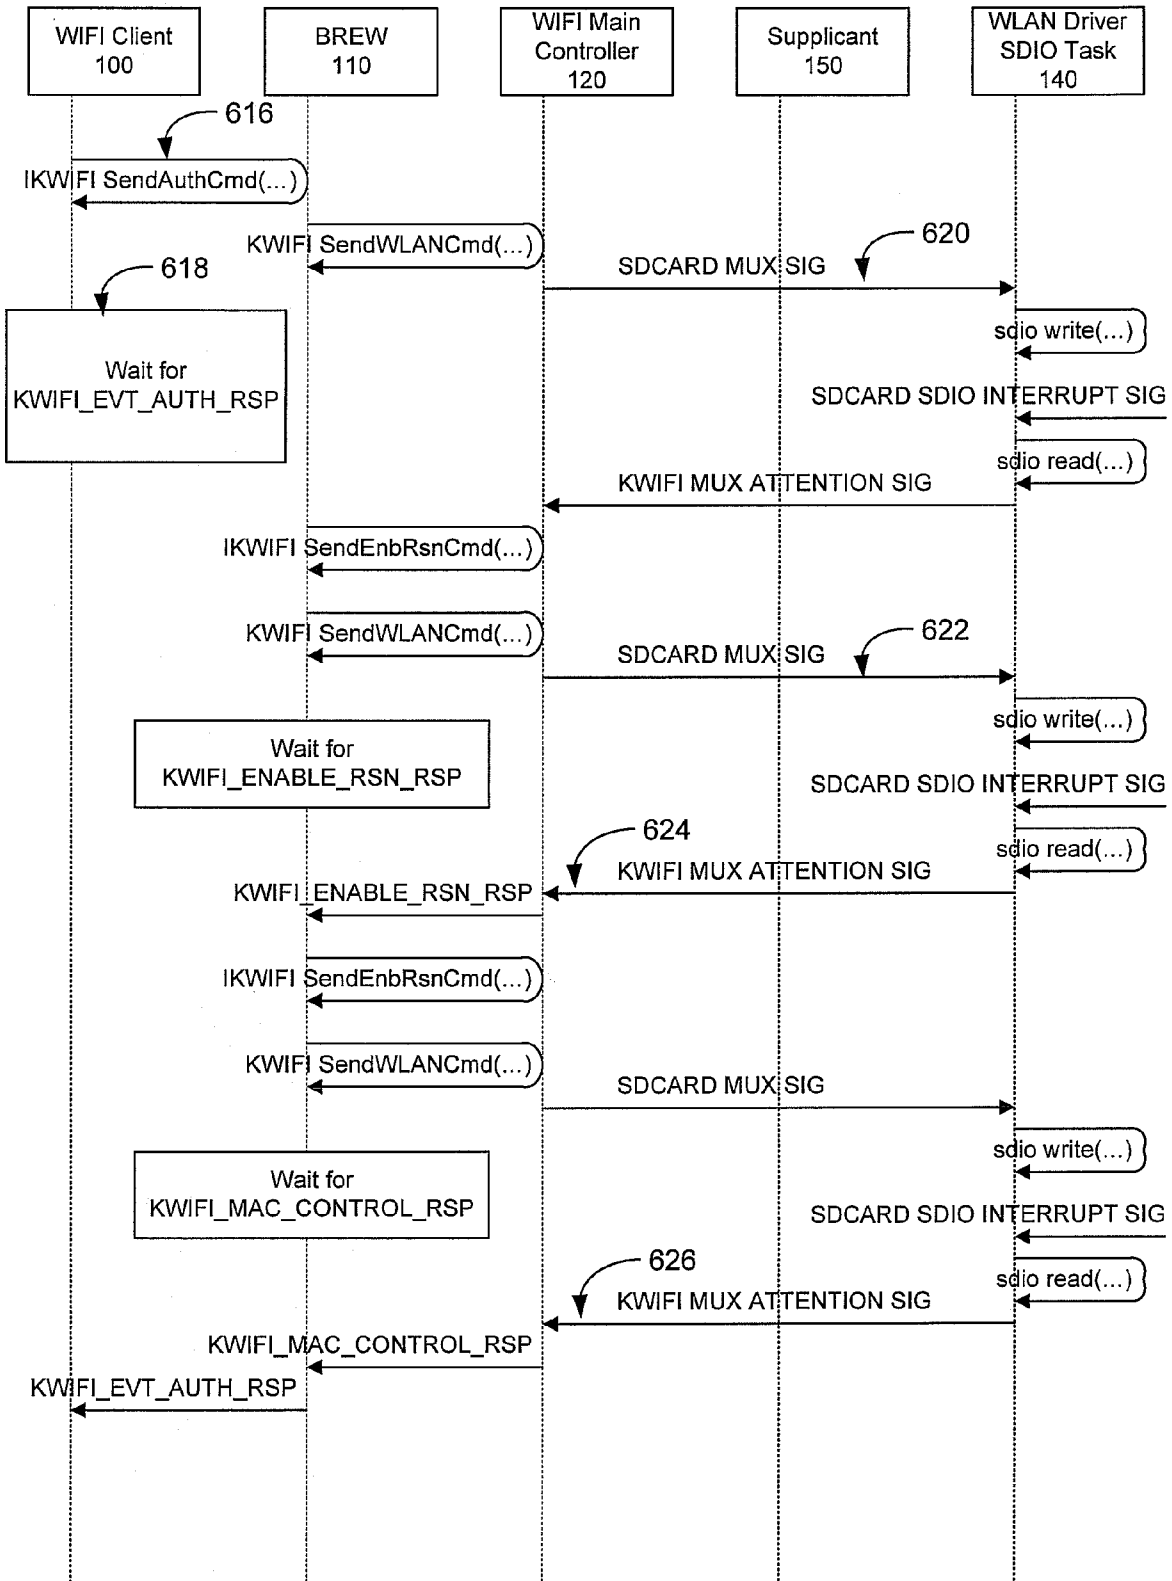 WIFI Client
100
BREW
110
WIFI Main
Controller
120
Supplicant
150
WLAN Driver
SDIO Task
140
616
IKWIFI SendAuthCmd(...)
KWIFI SendWLANCmd(...)
620
SDCARD MUX SIG
618
Wait for
KWIFI_EVT_AUTH_RSP
sdio write(...)
SDCARD SDIO INTERRUPT SIG
sdio read(...)
KWIFI MUX ATTENTION SIG
IKWIFI SendEnbRsnCmd(...)
KWIFI SendWLANCmd(...)
622
SDCARD MUX SIG
sdio write(...)
Wait for
KWIFI_ENABLE_RSN_RSP
SDCARD SDIO INTERRUPT SIG
624
sdio read(...)
KWIFI MUX ATTENTION SIG
KWIFI_ENABLE_RSN_RSP
IKWIFI SendEnbRsnCmd(...)
KWIFI SendWLANCmd(...)
SDCARD MUX SIG
sdio write(...)
Wait for
KWIFI_MAC_CONTROL_RSP
SDCARD SDIO INTERRUPT SIG
626
sdio read(...)
KWIFI MUX ATTENTION SIG
KWIFI_MAC_CONTROL_RSP
KWIFI_EVT_AUTH_RSP